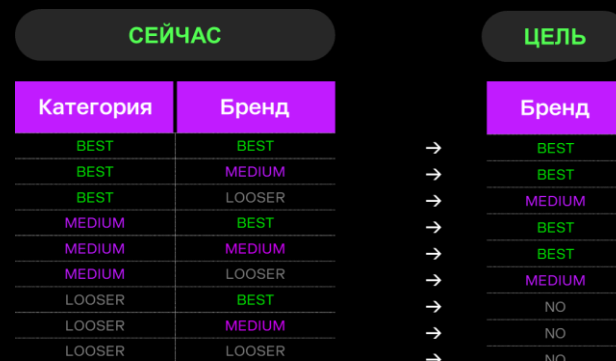 СЕЙЧАС ЦЕЛЬ
Категория Бренд Бренд
BEST BEST → BEST
BEST MEDIUM → BEST
BEST LOOSER → MEDIUM
MEDIUM BEST → BEST
MEDIUM MEDIUM → BEST
MEDIUM LOOSER → MEDIUM
LOOSER BEST → NO
LOOSER MEDIUM → NO
LOOSER LOOSER → NO